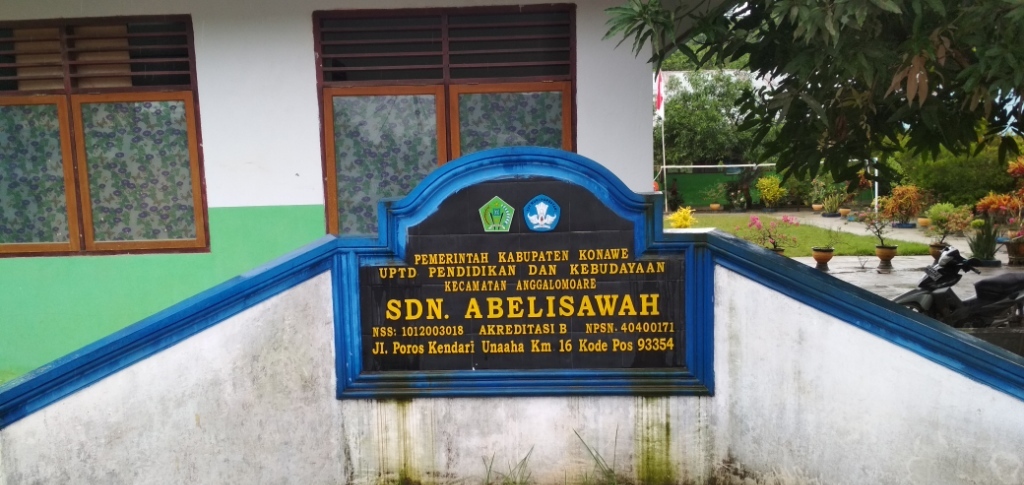 PEMERINTAH KABUPATEN KONAWE
UPTD PENDIDIKAN DAN KEBUDAYAAN
KECAMATAN ANGGALOMOARE
SDN. ABELISAWAH
NSS: 1012003018 AKREDITASI B NPSN. 40400171
Jl. Poros Kendari Unaaha Km 16 Kode Pos 93354